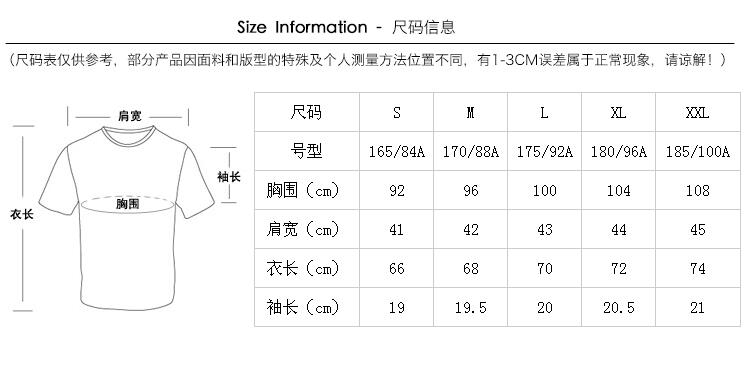 Size Information - 尺码信息
（尺码表仅供参考，部分产品因面料和版型的特殊及个人测量方法位置不同，有1-3CM误差属于正常现象，请谅解！）
肩宽
袖长
衣长
胸围
尺码 S M L XL XXL
号型 165/84A 170/88A 175/92A 180/96A 185/100A
胸围（cm） 92 96 100 104 108
肩宽（cm） 41 42 43 44 45
衣长（cm） 66 68 70 72 74
袖长（cm） 19 19.5 20 20.5 21